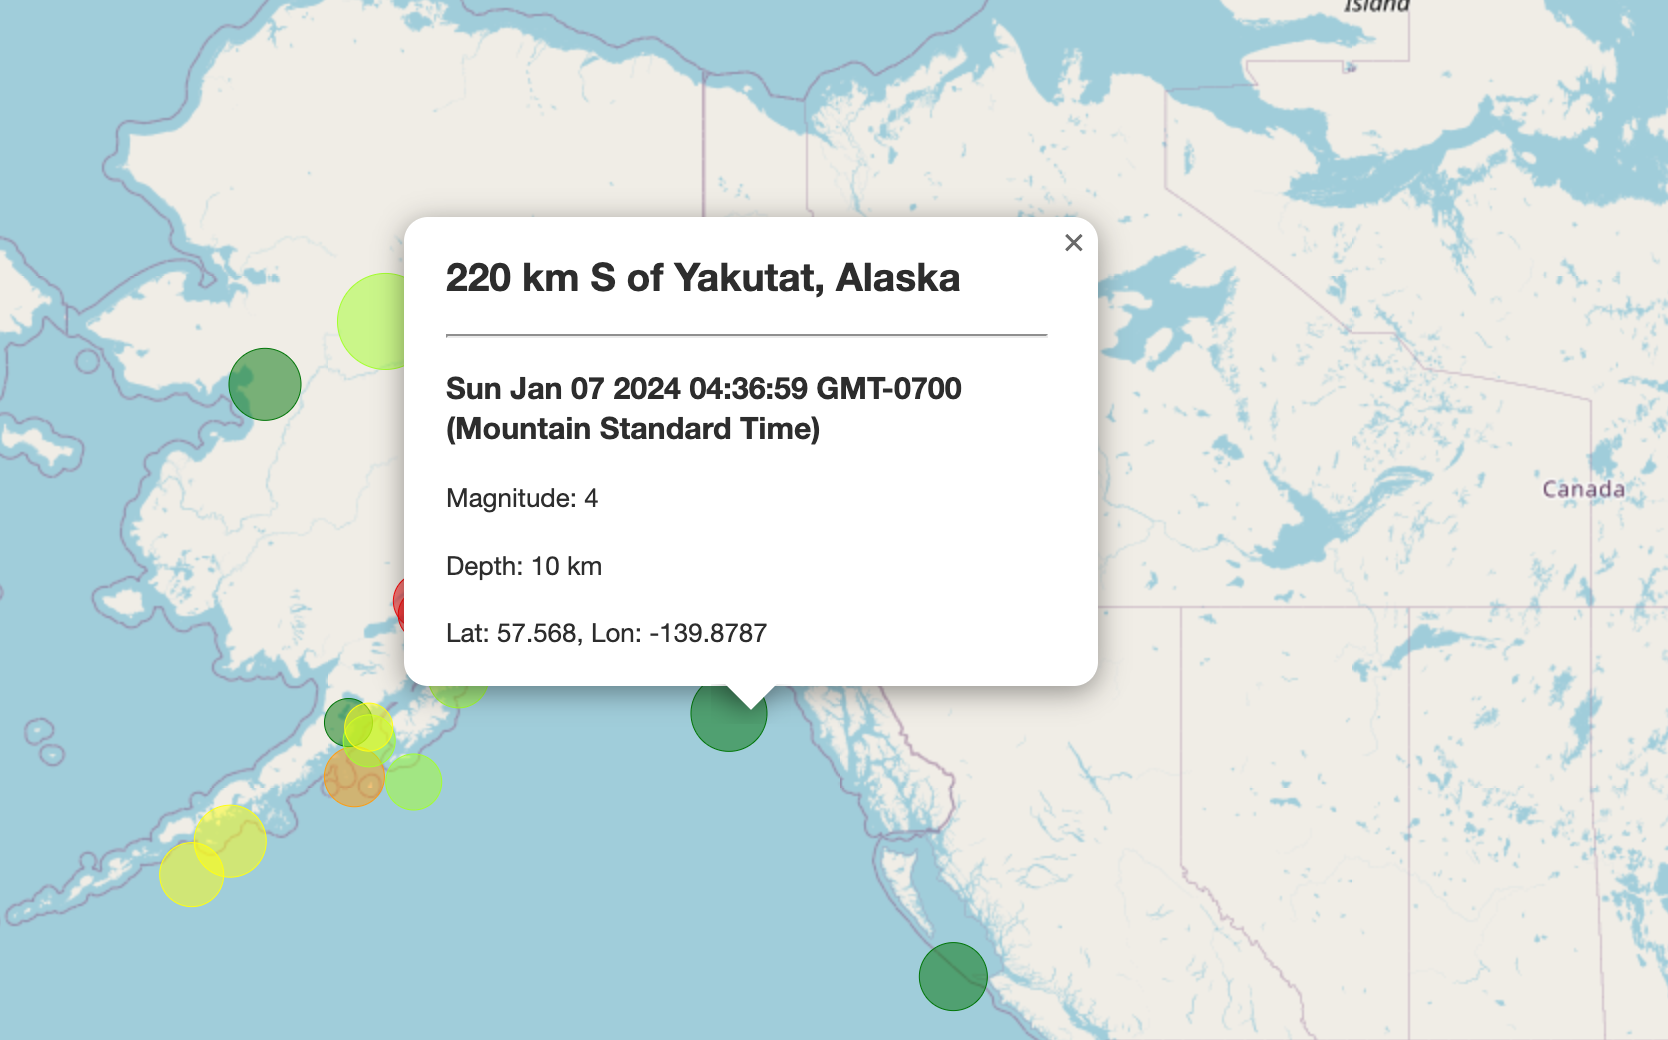 Island
220 km S of Yakutat, Alaska
Sun Jan 07 2024 04:36:59 GMT-0700
(Mountain Standard Time)
Magnitude: 4
Depth: 10 km
Lat: 57.568, Lon: -139.8787
Canada